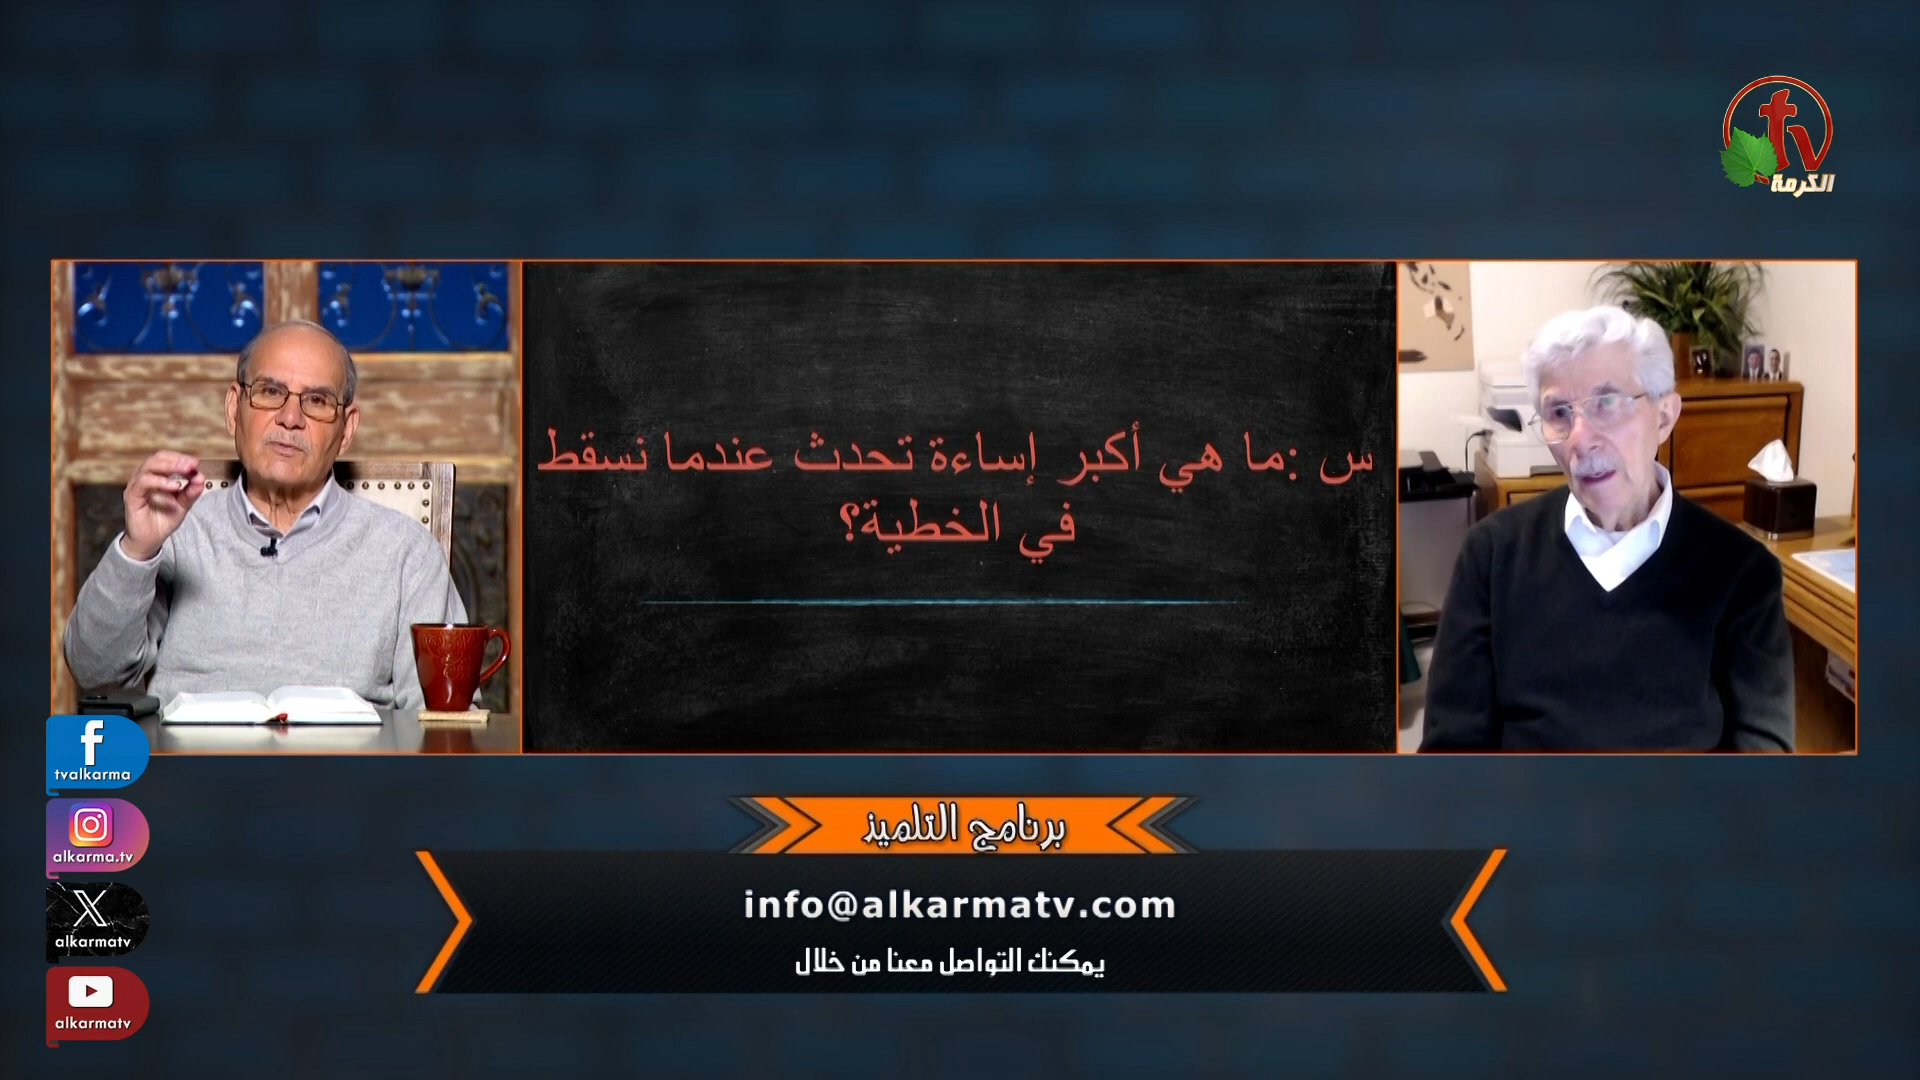 tv
الكرمة
س :ما هي أكبر إساءة تحدث عندما نسقط
في الخطية؟
f
tvalkarma
alkarma.tv
X
alkarmatv
alkarmatv
برنامج التلميذ
info@alkarmatv.com
يمكنك التواصل معنا من خلال